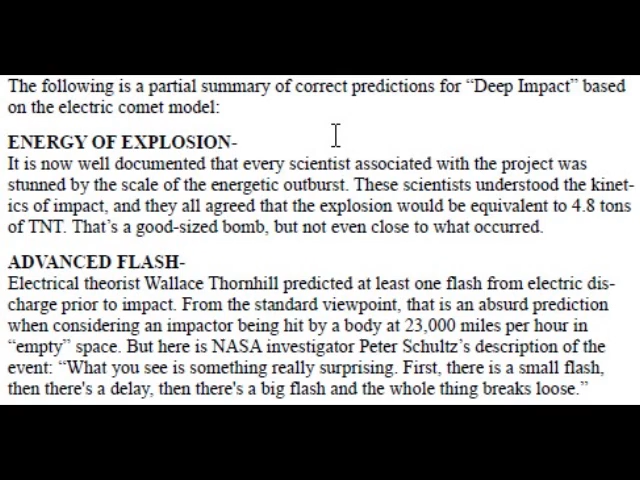 The following is a partial summary of correct predictions for “Deep Impact” based
on the electric comet model:
ENERGY OF EXPLOSION-
It is now well documented that every scientist associated with the project was
stunned by the scale of the energetic outburst. These scientists understood the kinet-
ics of impact, and they all agreed that the explosion would be equivalent to 4.8 tons
of TNT. That’s a good-sized bomb, but not even close to what occurred.
ADVANCED FLASH-
Electrical theorist Wallace Thornhill predicted at least one flash from electric dis-
charge prior to impact. From the standard viewpoint, that is an absurd prediction
when considering an impactor being hit by a body at 23,000 miles per hour in
“empty” space. But here is NASA investigator Peter Schultz’s description of the
event: “What you see is something really surprising. First, there is a small flash,
then there's a delay, then there's a big flash and the whole thing breaks loose.”